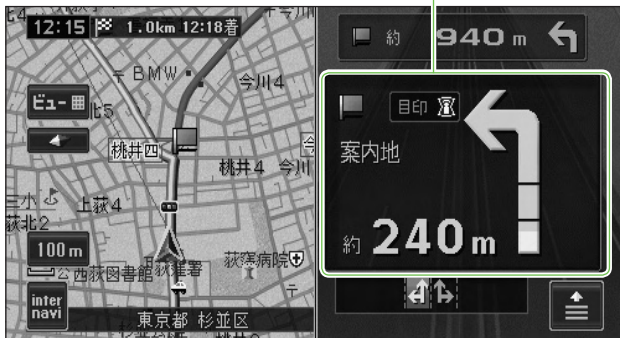 12:15 1.0km 12:18着
BMW
今川4
ビュー
桃井四
桃井4
今川
上荻4
荻北2
100m
荻窪病院
公西荻図書館
荻窪署
inter
navi
東京都 杉並区
約 940 m
目印
案内地
約 240 m